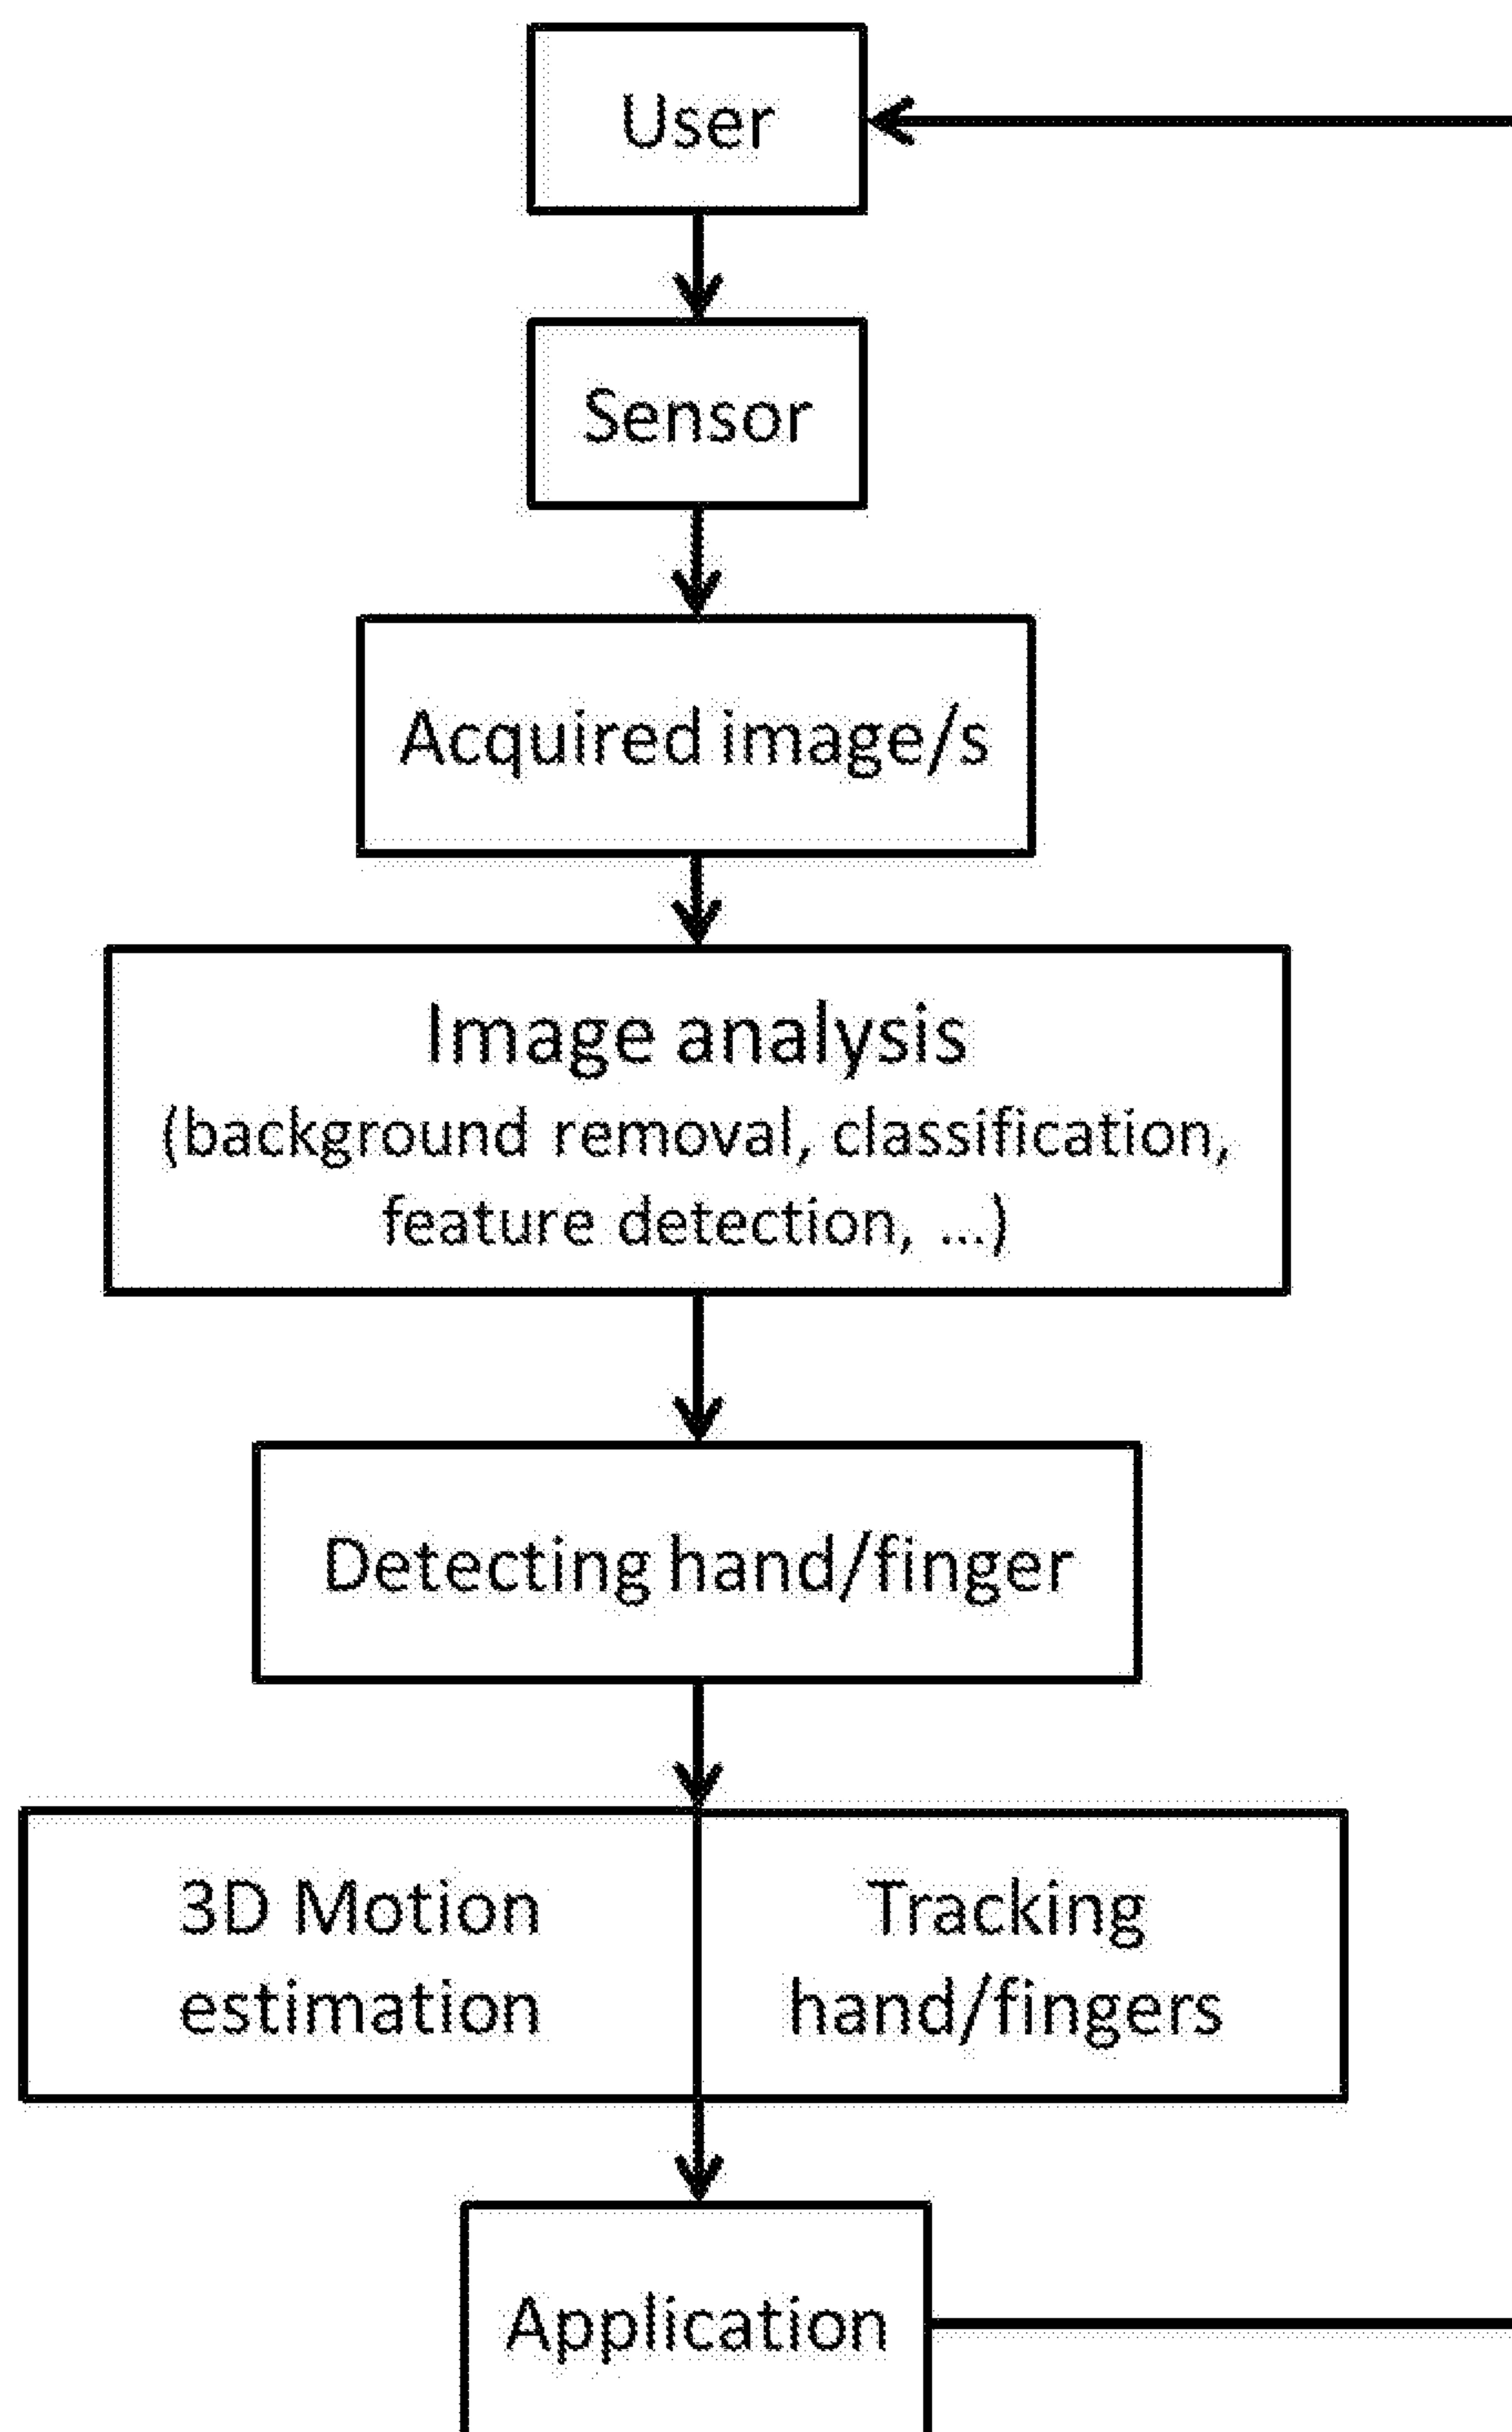 User
Sensor
Acquired image/s
Image analysis
(background removal, classification,
feature detection, ...)
Detecting hand/finger
3D Motion
estimation
Tracking
hand/fingers
Application